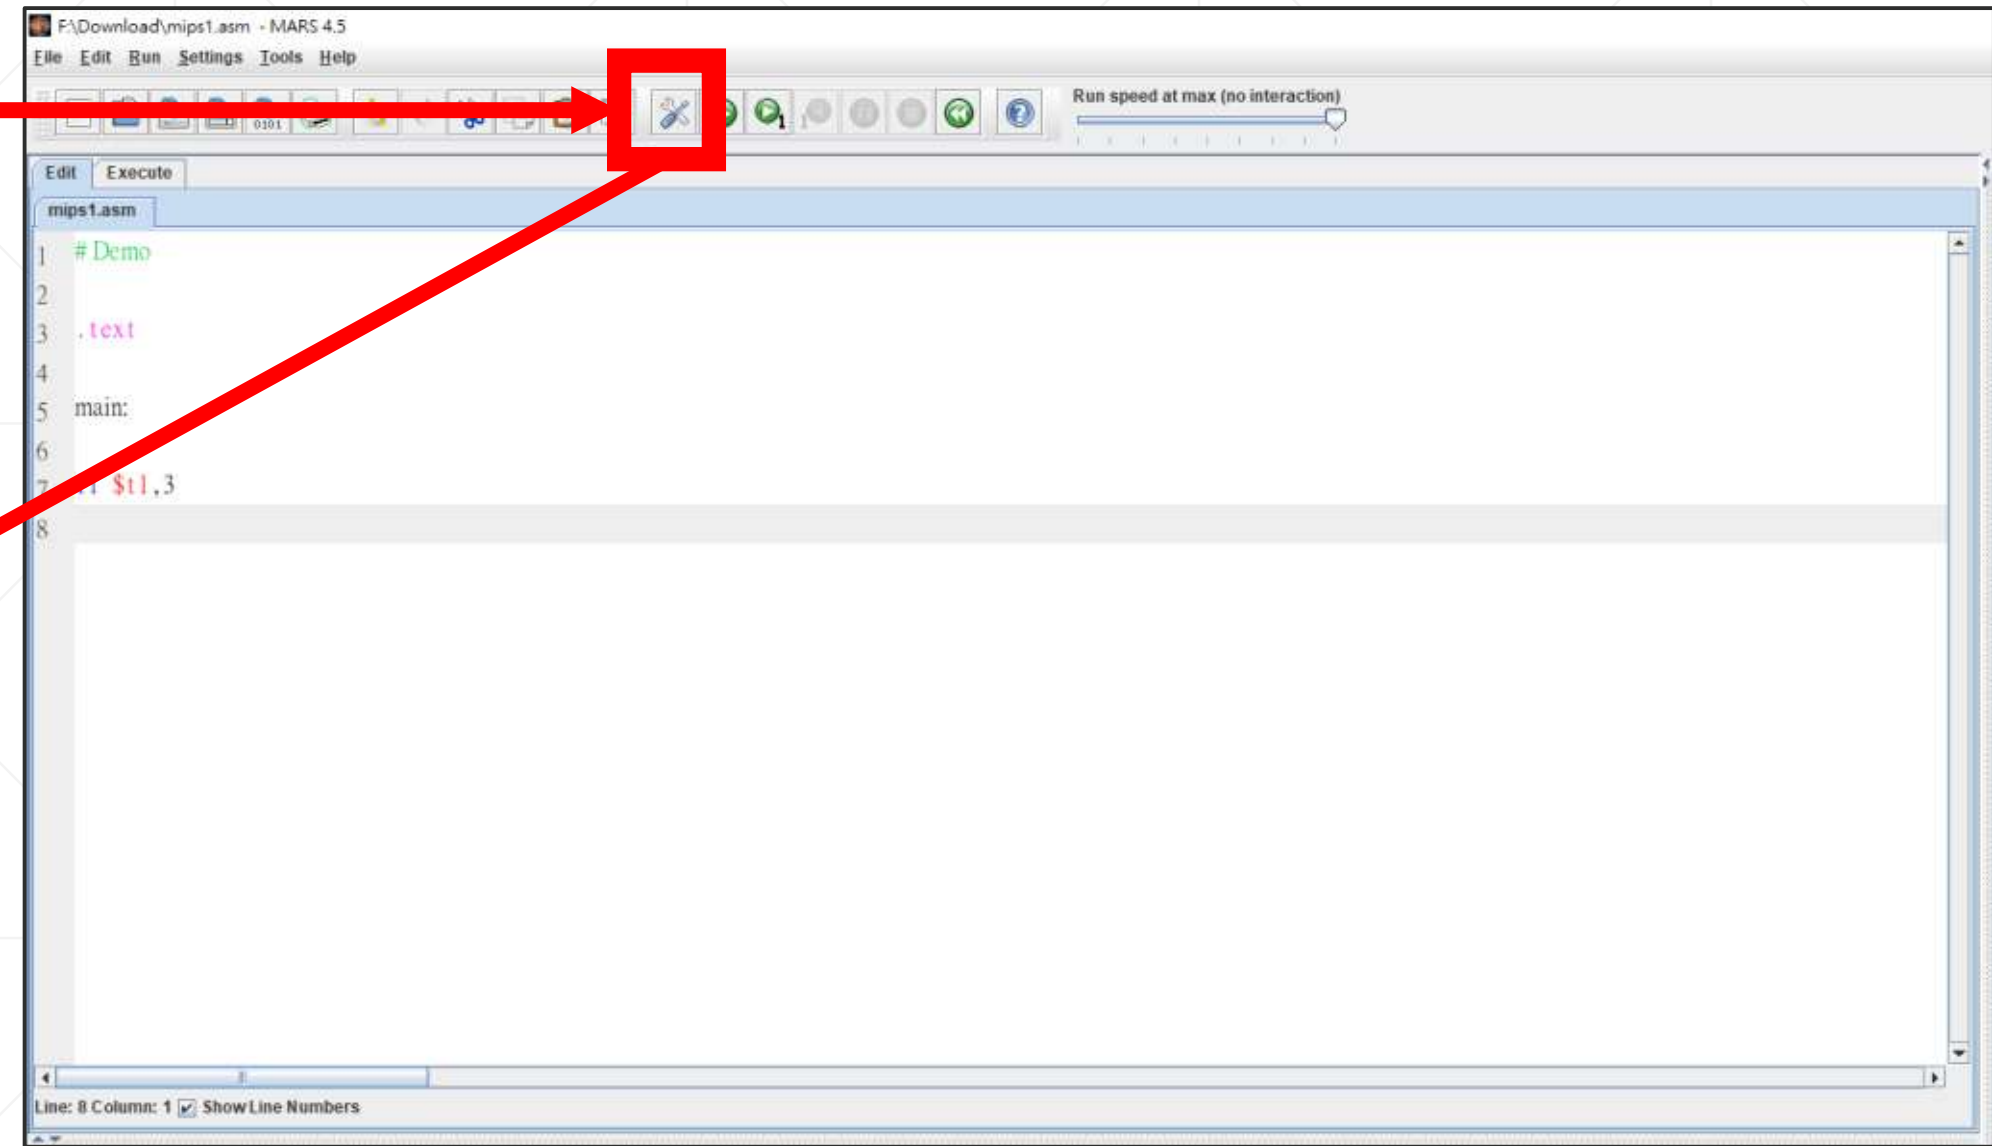 F:\Download\mips1.asm - MARS 4.5
File Edit Run Settings Tools Help
0101
Run speed at max (no interaction)
1
1
Edit Execute
mips1.asm
1 # Demo
2
3 .text
4
5 main:
6
7 $t1,3
8
Line: 8 Column: 1 Show Line Numbers